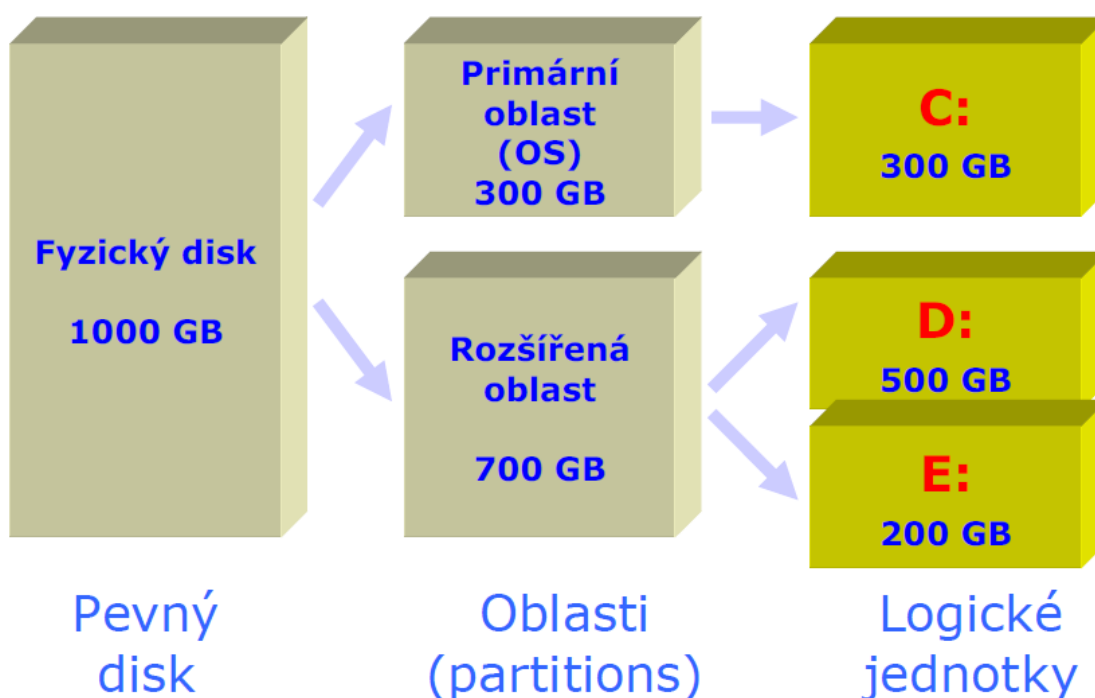 Fyzický disk
1000 GB
Primární
oblast
(OS)
300 GB
Rozšířená
oblast
700 GB
C:
300 GB
D:
500 GB
E:
200 GB
Pevný
disk
Oblasti
(partitions)
Logické
jednotky